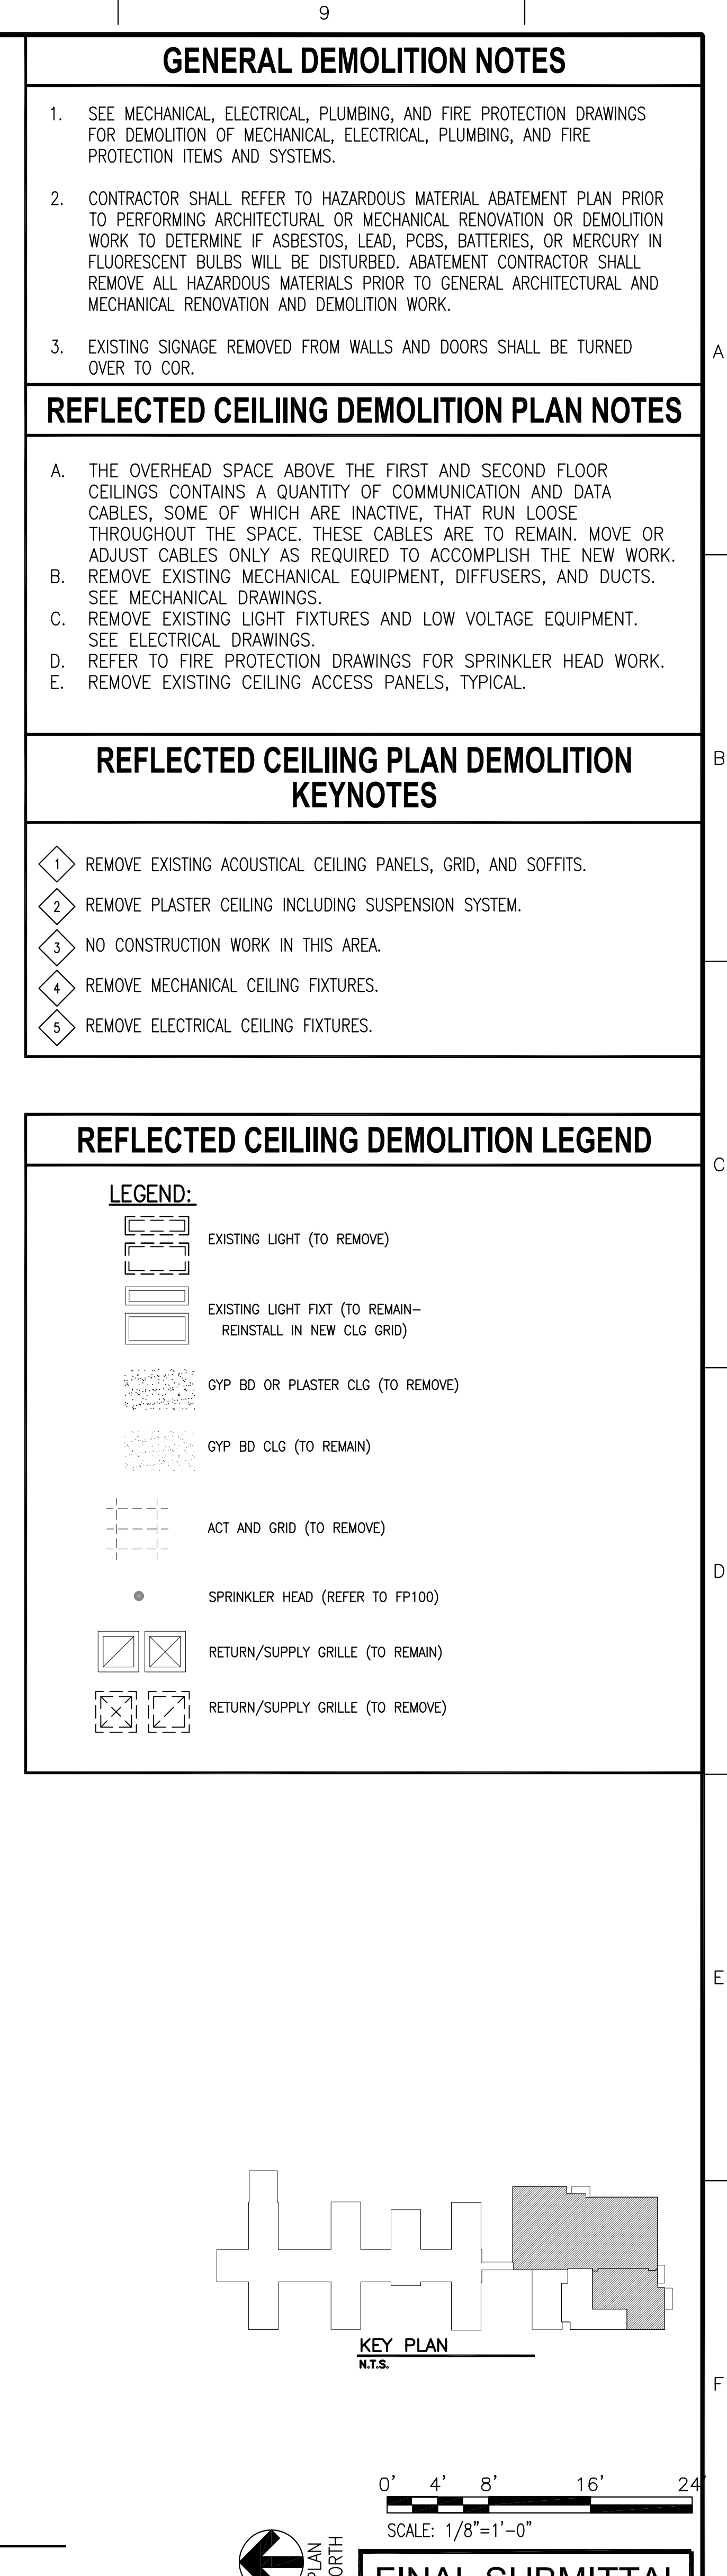 9
GENERAL DEMOLITION NOTES
1. SEE MECHANICAL, ELECTRICAL, PLUMBING, AND FIRE PROTECTION DRAWINGS
FOR DEMOLITION OF MECHANICAL, ELECTRICAL, PLUMBING, AND FIRE
PROTECTION ITEMS AND SYSTEMS.
2. CONTRACTOR SHALL REFER TO HAZARDOUS MATERIAL ABATEMENT PLAN PRIOR
TO PERFORMING ARCHITECTURAL OR MECHANICAL RENOVATION OR DEMOLITION
WORK TO DETERMINE IF ASBESTOS, LEAD, PCBS, BATTERIES, OR MERCURY IN
FLUORESCENT BULBS WILL BE DISTURBED. ABATEMENT CONTRACTOR SHALL
REMOVE ALL HAZARDOUS MATERIALS PRIOR TO GENERAL ARCHITECTURAL AND
MECHANICAL RENOVATION AND DEMOLITION WORK.
3. EXISTING SIGNAGE REMOVED FROM WALLS AND DOORS SHALL BE TURNED
OVER TO COR.
A
REFLECTED CEILIING DEMOLITION PLAN NOTES
A. THE OVERHEAD SPACE ABOVE THE FIRST AND SECOND FLOOR
CEILINGS CONTAINS A QUANTITY OF COMMUNICATION AND DATA
CABLES, SOME OF WHICH ARE INACTIVE, THAT RUN LOOSE
THROUGHOUT THE SPACE. THESE CABLES ARE TO REMAIN. MOVE OR
ADJUST CABLES ONLY AS REQUIRED TO ACCOMPLISH THE NEW WORK.
B. REMOVE EXISTING MECHANICAL EQUIPMENT, DIFFUSERS, AND DUCTS.
SEE MECHANICAL DRAWINGS.
C. REMOVE EXISTING LIGHT FIXTURES AND LOW VOLTAGE EQUIPMENT.
SEE ELECTRICAL DRAWINGS.
D. REFER TO FIRE PROTECTION DRAWINGS FOR SPRINKLER HEAD WORK.
E. REMOVE EXISTING CEILING ACCESS PANELS, TYPICAL.
B
REFLECTED CEILIING PLAN DEMOLITION
KEYNOTES
1 REMOVE EXISTING ACOUSTICAL CEILING PANELS, GRID, AND SOFFITS.
2 REMOVE PLASTER CEILING INCLUDING SUSPENSION SYSTEM.
3 NO CONSTRUCTION WORK IN THIS AREA.
4 REMOVE MECHANICAL CEILING FIXTURES.
5 REMOVE ELECTRICAL CEILING FIXTURES.
REFLECTED CEILIING DEMOLITION LEGEND
C
LEGEND:
EXISTING LIGHT (TO REMOVE)
EXISTING LIGHT FIXT (TO REMAIN-
REINSTALL IN NEW CLG GRID)
GYP BD OR PLASTER CLG (TO REMOVE)
GYP BD CLG (TO REMAIN)
ACT AND GRID (TO REMOVE)
D
SPRINKLER HEAD (REFER TO FP100)
RETURN/SUPPLY GRILLE (TO REMAIN)
RETURN/SUPPLY GRILLE (TO REMOVE)
E
KEY PLAN
N.T.S.
F
0' 4' 8' 16' 24'
SCALE: 1/8"=1'-0"
PLAN
ORTH
FINAL SUBMITTAL